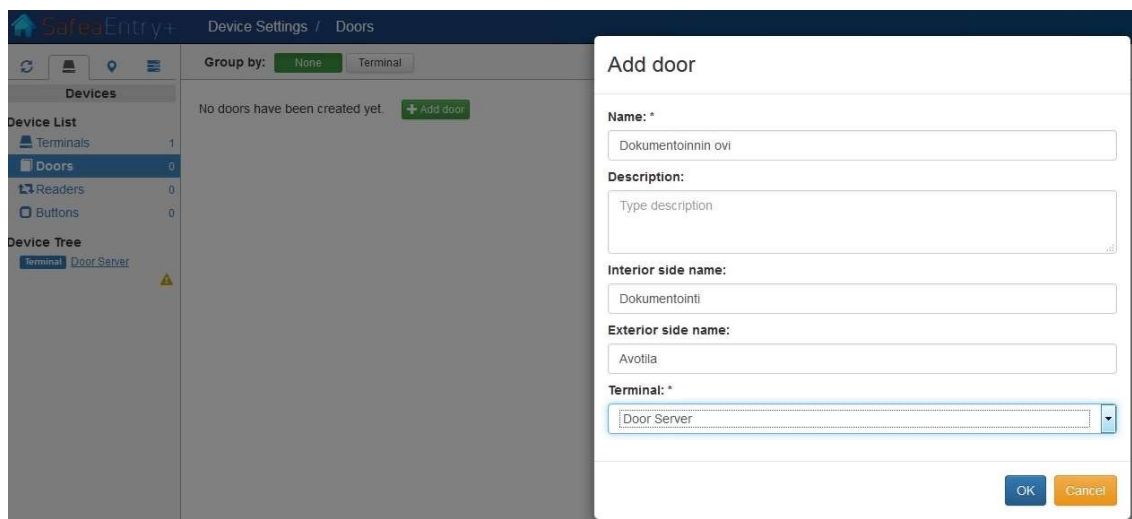 SafeaEntry+
Device Settings / Doors
Group by: None Terminal
Devices
No doors have been created yet. Add door
Device List
Terminals 1
Doors 0
Readers 0
Buttons 0
Device Tree
Terminal Door Server
Add door
Name: *
Dokumentoinnin ovi
Description:
Type description
Interior side name:
Dokumentointi
Exterior side name:
Avotila
Terminal: *
Door Server
OK Cancel